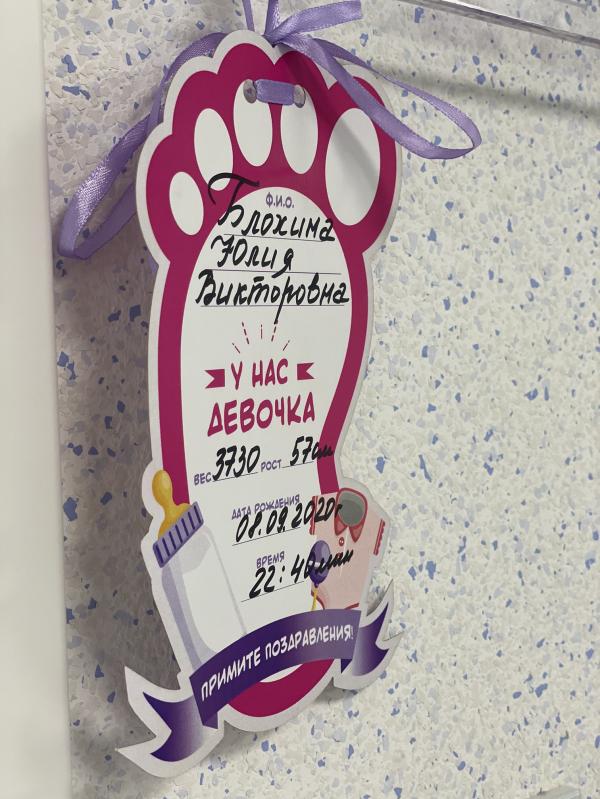 Ф.И.О.
Блохина
Юлия
Викторовна
У НАС
ДЕВОЧКА
ВЕС 3730 РОСТ 57см
ДАТА РОЖДЕНИЯ
08.09.2020г
ВРЕМЯ
22:40мин
ПРИМИТЕ ПОЗДРАВЛЕНИЯ!